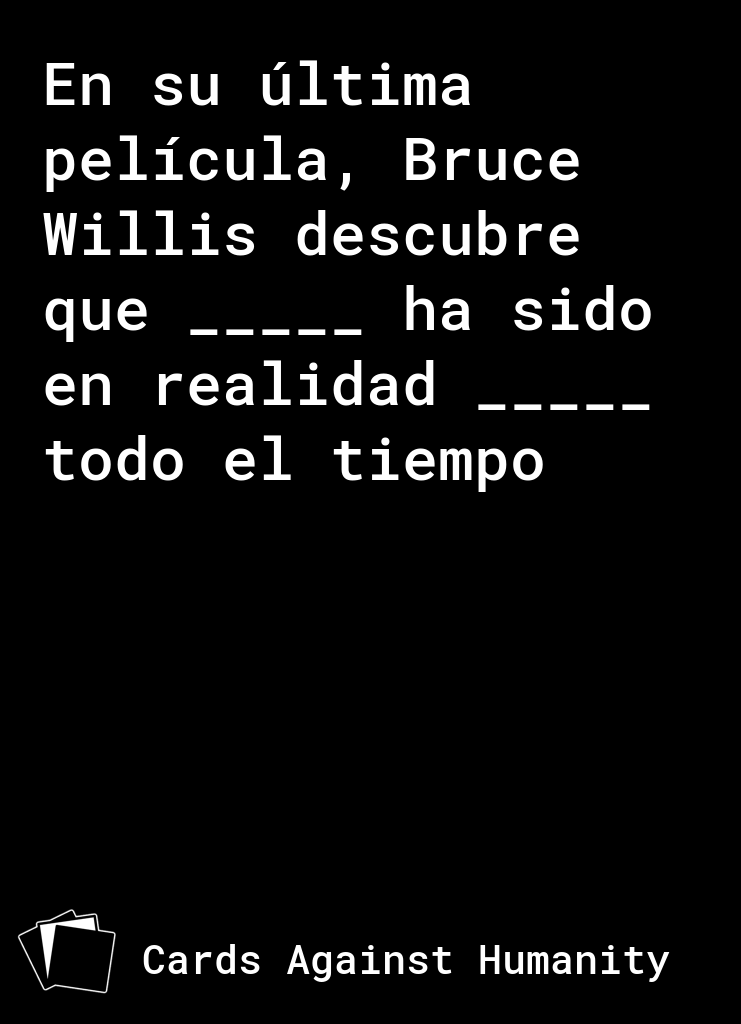 En su última
película, Bruce
Willis descubre
que _____ ha sido
en realidad _____
todo el tiempo
Cards Against Humanity